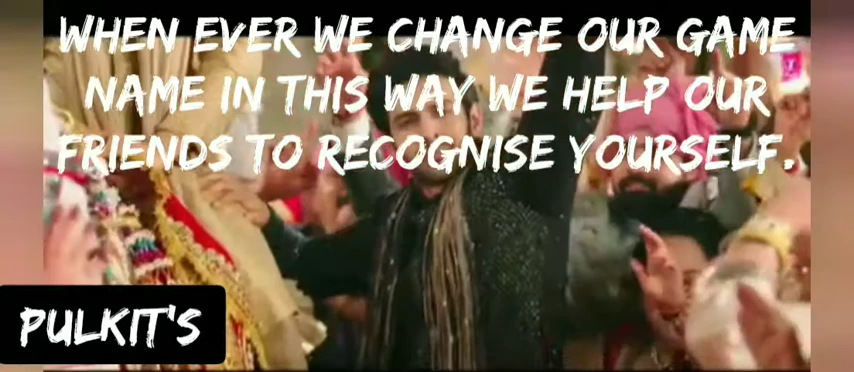 WHEN EVER WE CHANGE OUR GAME
NAME IN THIS WAY WE HELP OUR
FRIENDS TO RECOGNISE YOURSELF.
PULKIT'S